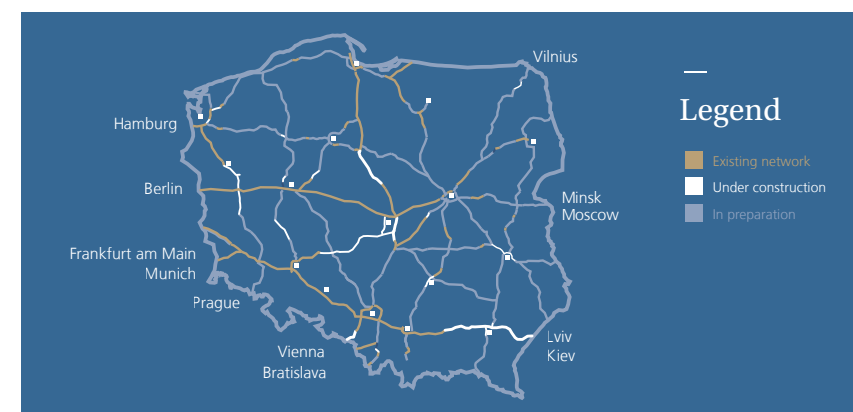 Vilnius
Legend
Hamburg
Existing network
Under construction
Berlin
Minsk
Moscow
In preparation
Frankfurt am Main
Munich
Prague
Lviv
Kiev
Vienna
Bratislava